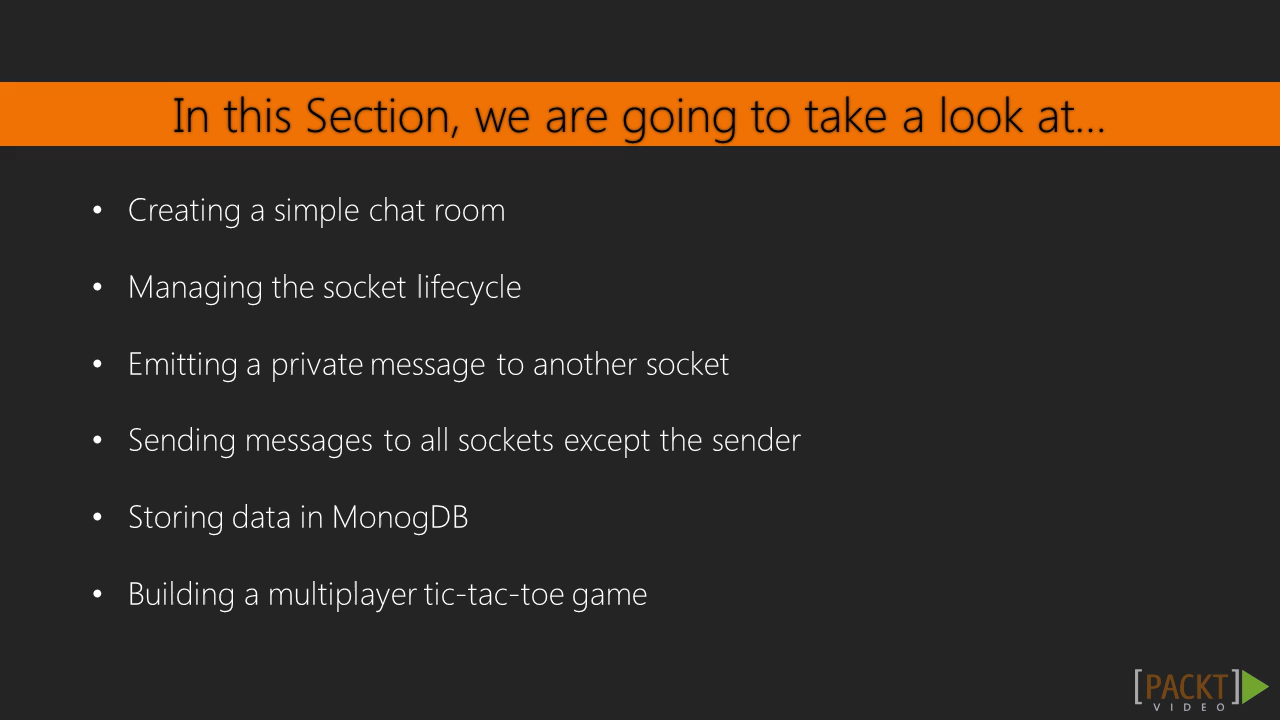 In this Section, we are going to take a look at...
• Creating a simple chat room
• Managing the socket lifecycle
• Emitting a private message to another socket
• Sending messages to all sockets except the sender
• Storing data in MonogDB
• Building a multiplayer tic-tac-toe game
[PACKT]
VIDEO